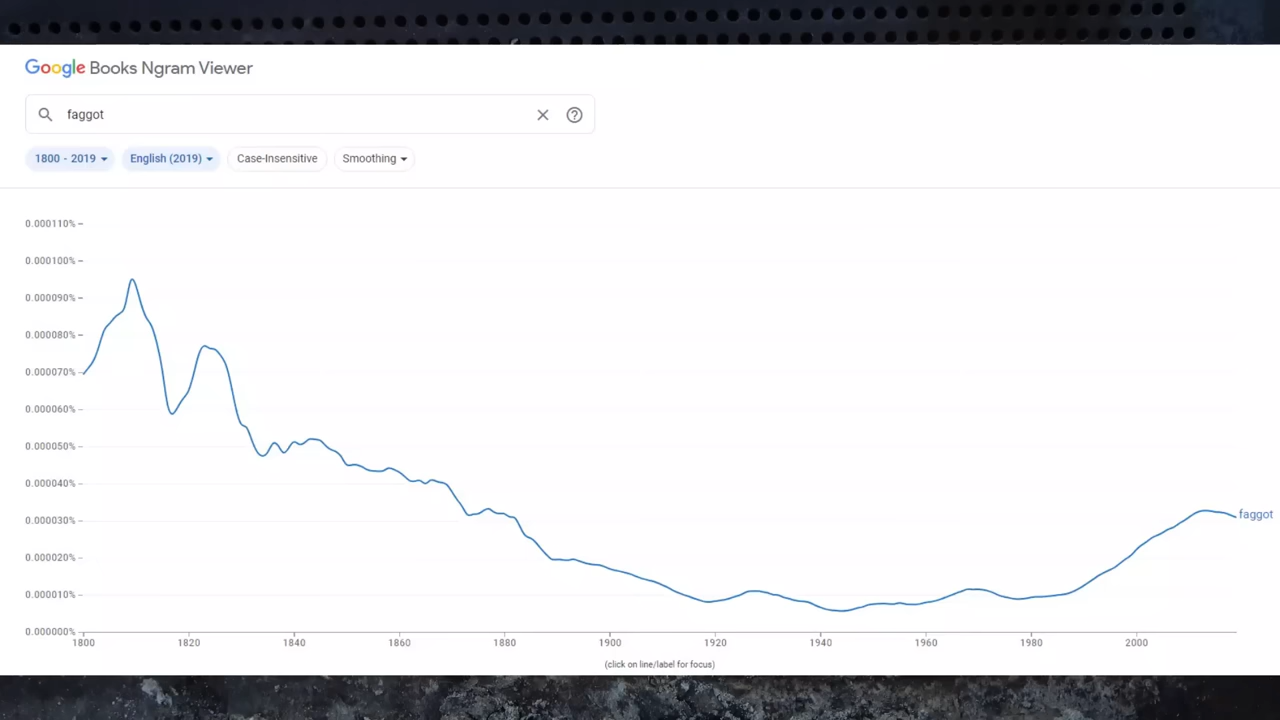 Google Books Ngram Viewer
faggot
1800 - 2019 English (2019) Case-Insensitive Smoothing
0.000110%
0.000100%
0.000090%
0.000080%
0.000070%
0.000060%
0.000050%
0.000040%
0.000030%
faggot
0.000020%
0.000010%
0.000000%
1800 1820 1840 1860 1880 1900 1920 1940 1960 1980 2000
(click on line/label for focus)